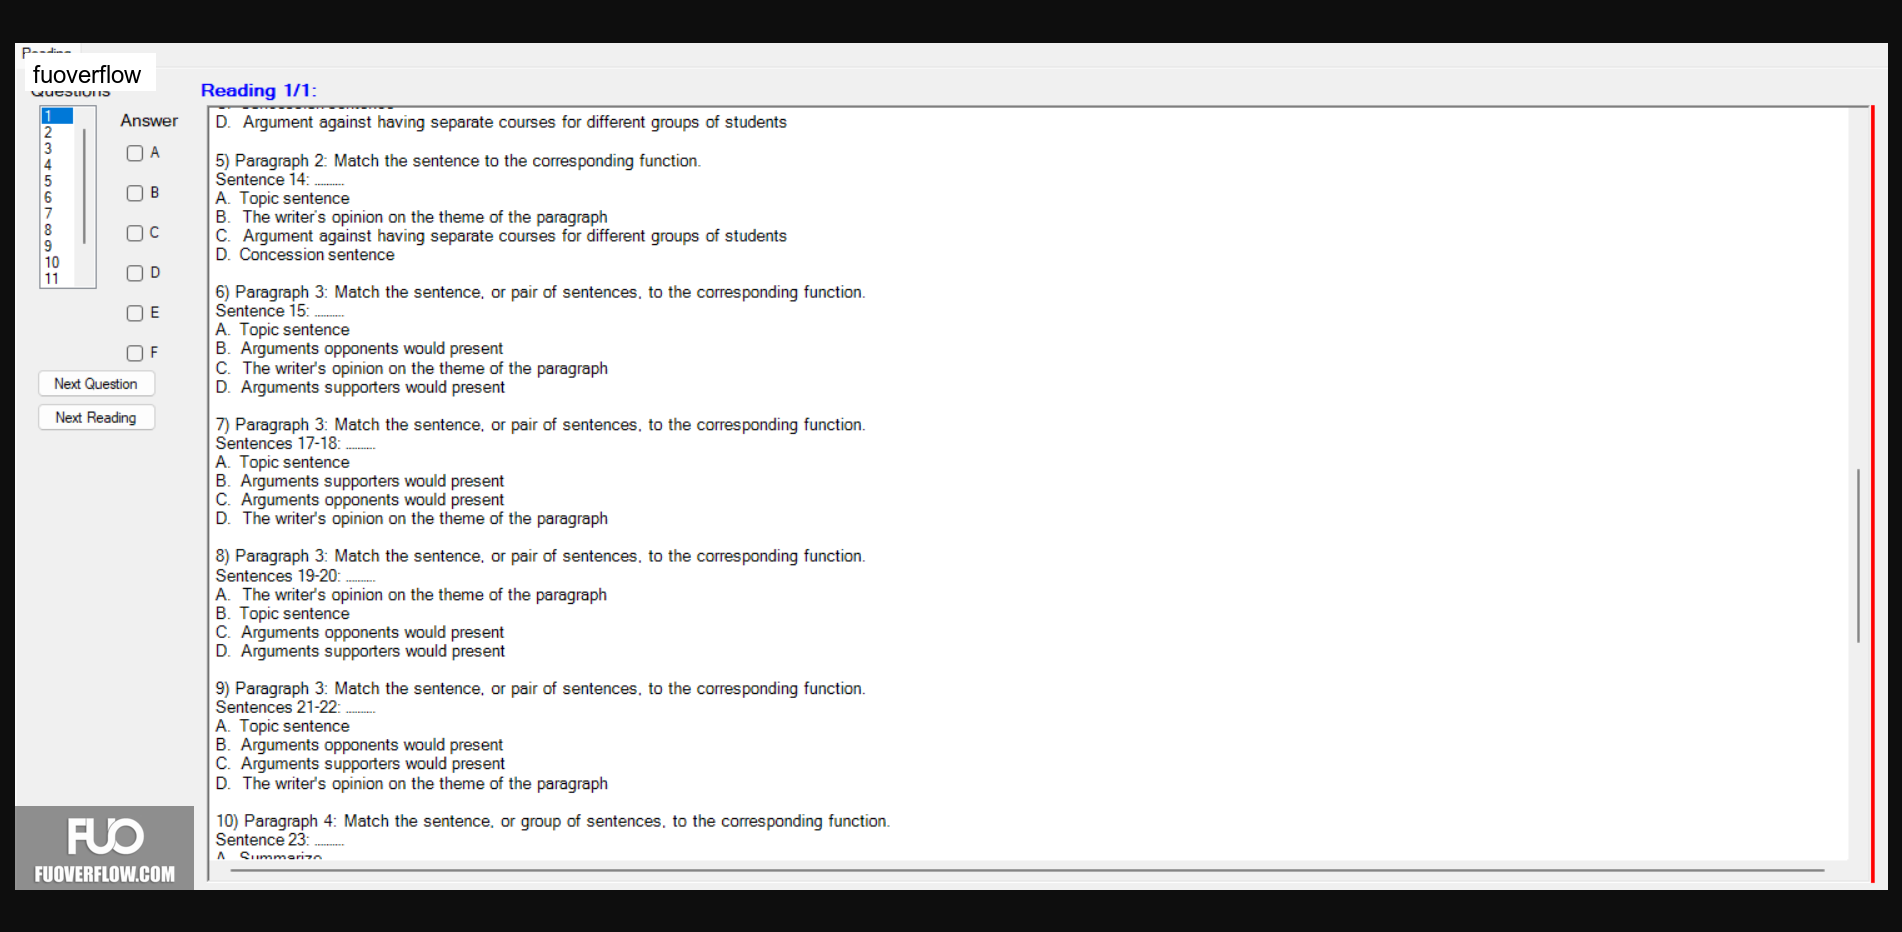 fuoverflow
Questions
Reading 1/1:
1
2
3
4
5
6
7
8
9
10
11
Answer
A
B
C
D
E
F
Next Question
Next Reading
D. Argument against having separate courses for different groups of students
5) Paragraph 2: Match the sentence to the corresponding function.
Sentence 14: ..........
A. Topic sentence
B. The writer's opinion on the theme of the paragraph
C. Argument against having separate courses for different groups of students
D. Concession sentence
6) Paragraph 3: Match the sentence, or pair of sentences, to the corresponding function.
Sentence 15: ..........
A. Topic sentence
B. Arguments opponents would present
C. The writer's opinion on the theme of the paragraph
D. Arguments supporters would present
7) Paragraph 3: Match the sentence, or pair of sentences, to the corresponding function.
Sentences 17-18: ..........
A. Topic sentence
B. Arguments supporters would present
C. Arguments opponents would present
D. The writer's opinion on the theme of the paragraph
8) Paragraph 3: Match the sentence, or pair of sentences, to the corresponding function.
Sentences 19-20: ..........
A. The writer's opinion on the theme of the paragraph
B. Topic sentence
C. Arguments opponents would present
D. Arguments supporters would present
9) Paragraph 3: Match the sentence, or pair of sentences, to the corresponding function.
Sentences 21-22: ..........
A. Topic sentence
B. Arguments opponents would present
C. Arguments supporters would present
D. The writer's opinion on the theme of the paragraph
10) Paragraph 4: Match the sentence, or group of sentences, to the corresponding function.
Sentence 23: ..........
A. Summarize
FUO
FUOVERFLOW.COM